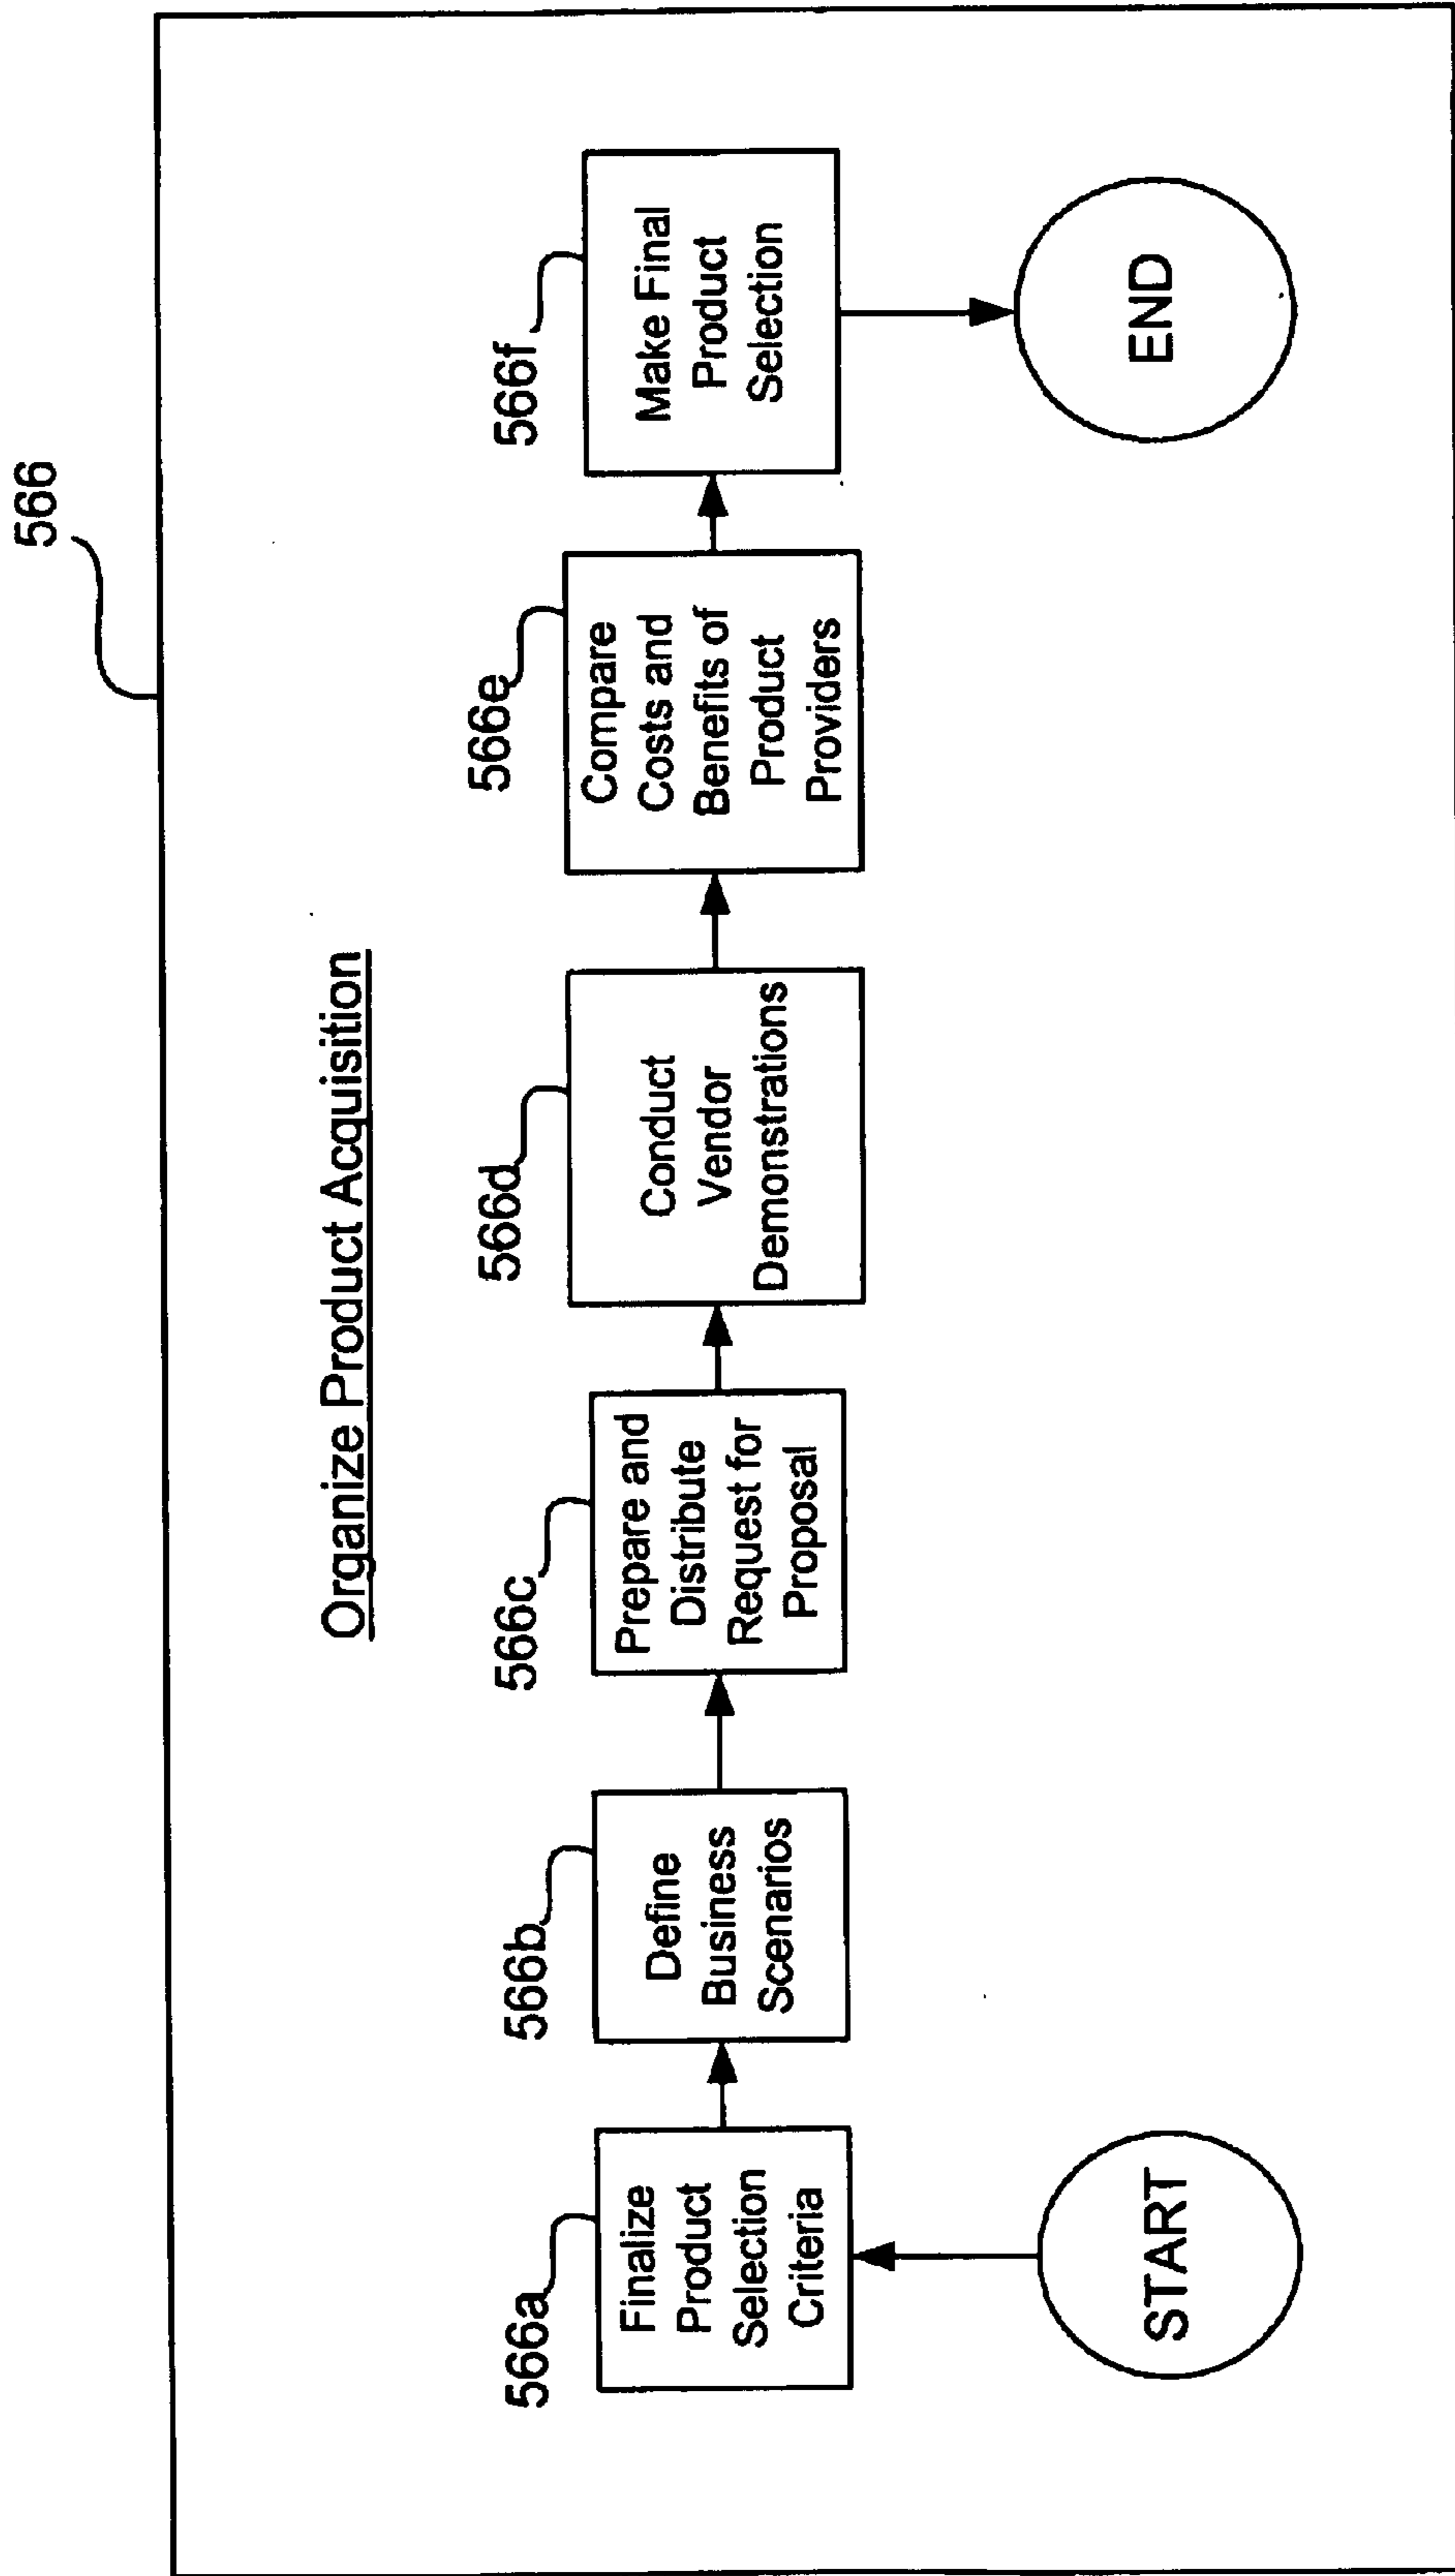 566
Organize Product Acquisition
566a
Finalize
Product
Selection
Criteria
566b
Define
Business
Scenarios
566c
Prepare and
Distribute
Request for
Proposal
566d
Conduct
Vendor
Demonstrations
566e
Compare
Costs and
Benefits of
Product
Providers
566f
Make Final
Product
Selection
START
END